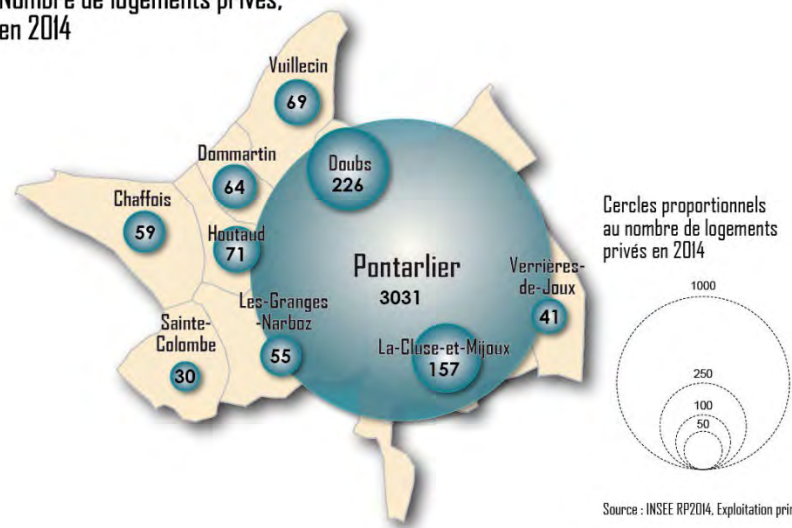 Nombre de logements privés,
en 2014
Vuillecin
69
Dommartin
64
Doubs
226
Chaffois
59
Houtaud
71
Pontarlier
3031
Verrières-
de-Joux
41
Les-Granges
-Narboz
55
Sainte-
Colombe
30
La-Cluse-et-Mijoux
157
Cercles proportionnels
au nombre de logements
privés en 2014
1000
250
100
50
Source : INSEE RP2014, Exploitation prin